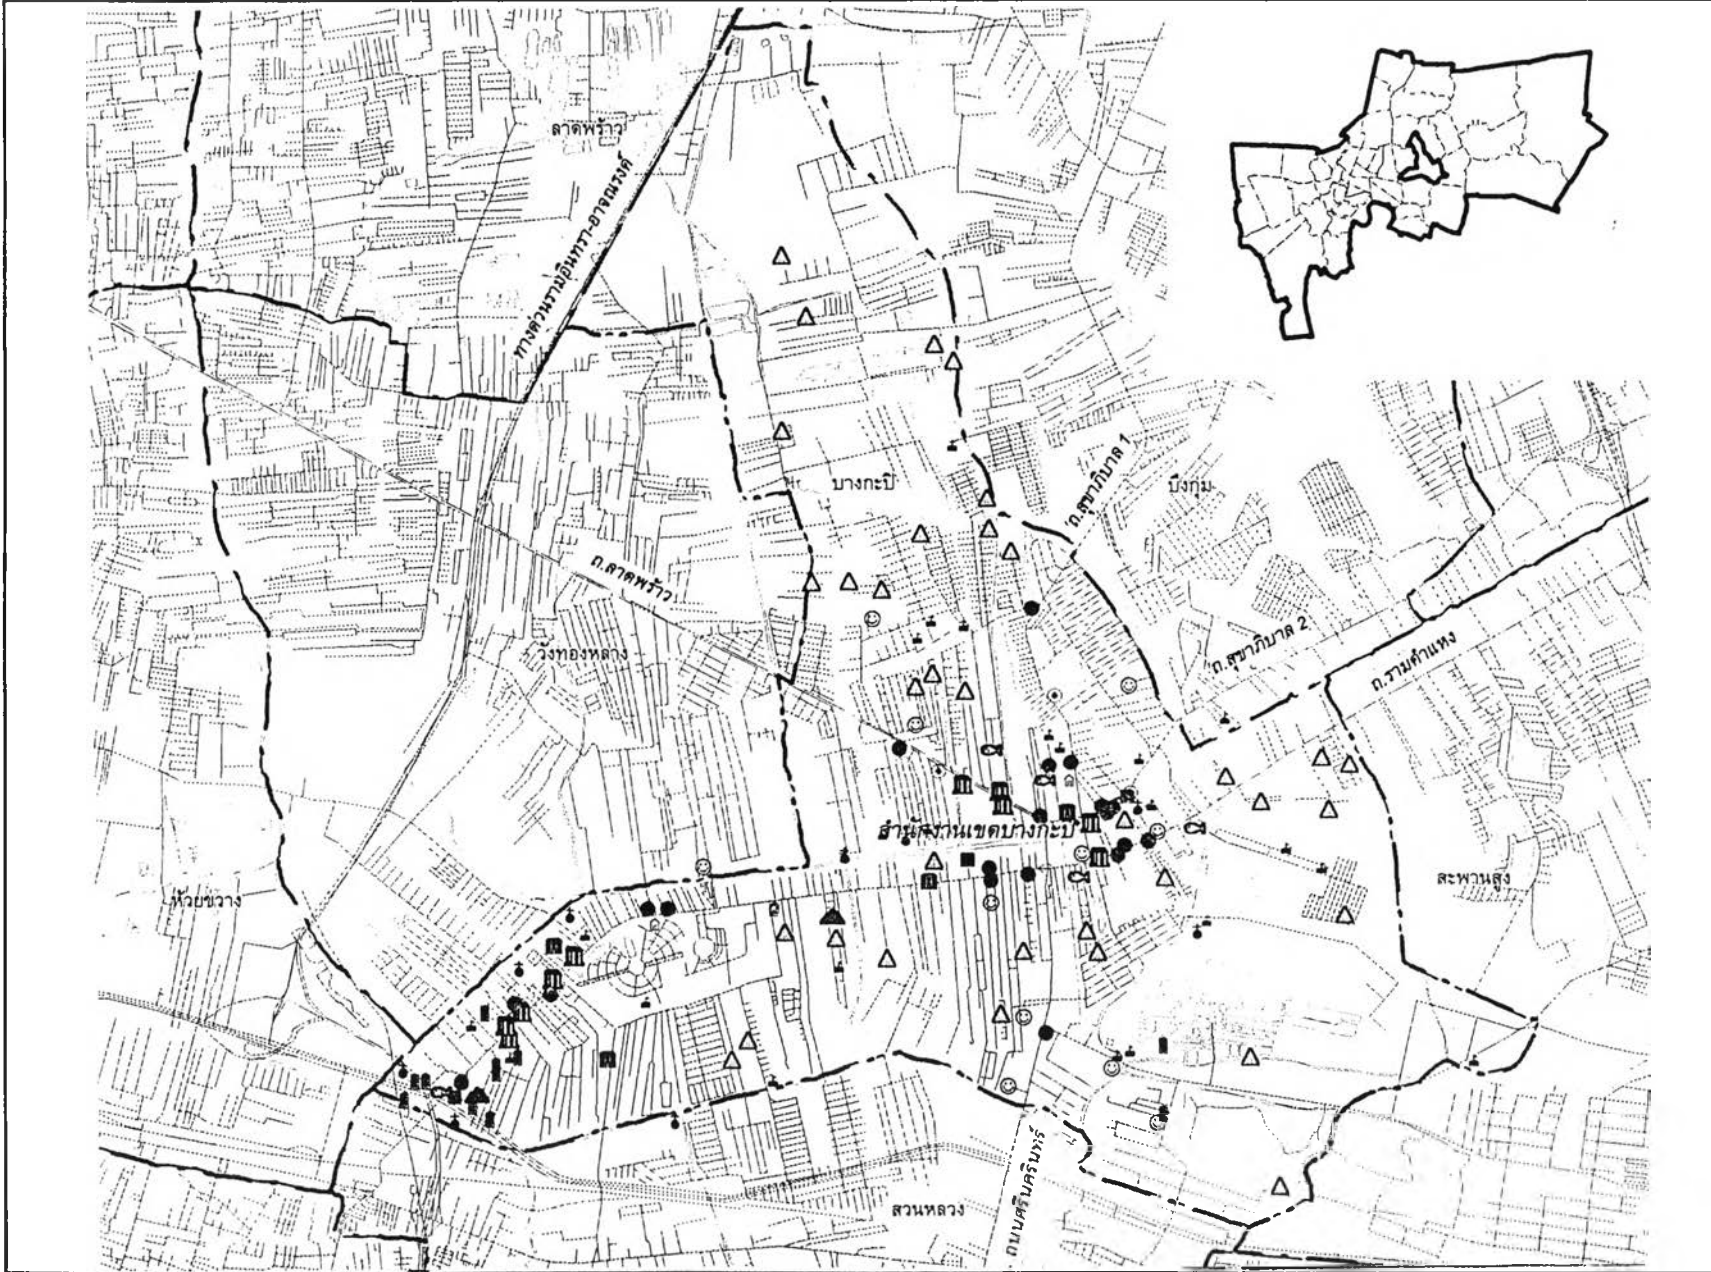 ลาดพร้าว
ทางด่วนรามอินทรา-อาจณรงค์
บางกะปิ
ถ.สุขาภิบาล 1
บึงกุ่ม
ถ.ลาดพร้าว
วังทองหลาง
ถ.สุขาภิบาล 2
ถ.รามคำแหง
สำนักงานเขตบางกะปิ
สะพานสูง
ห้วยขวาง
สวนหลวง
ถนนศรีนครินทร์